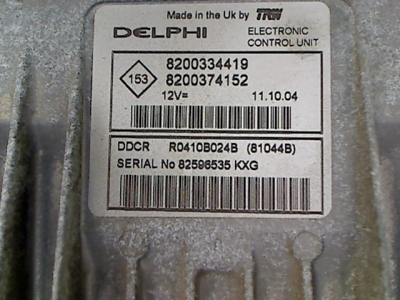 Made in the Uk by TRW
DELPHI ELECTRONIC CONTROL UNIT
153
8200334419
8200374152
12V= 11.10.04
DDCR R0410B024B (81044B)
SERIAL No 82596535 KXG